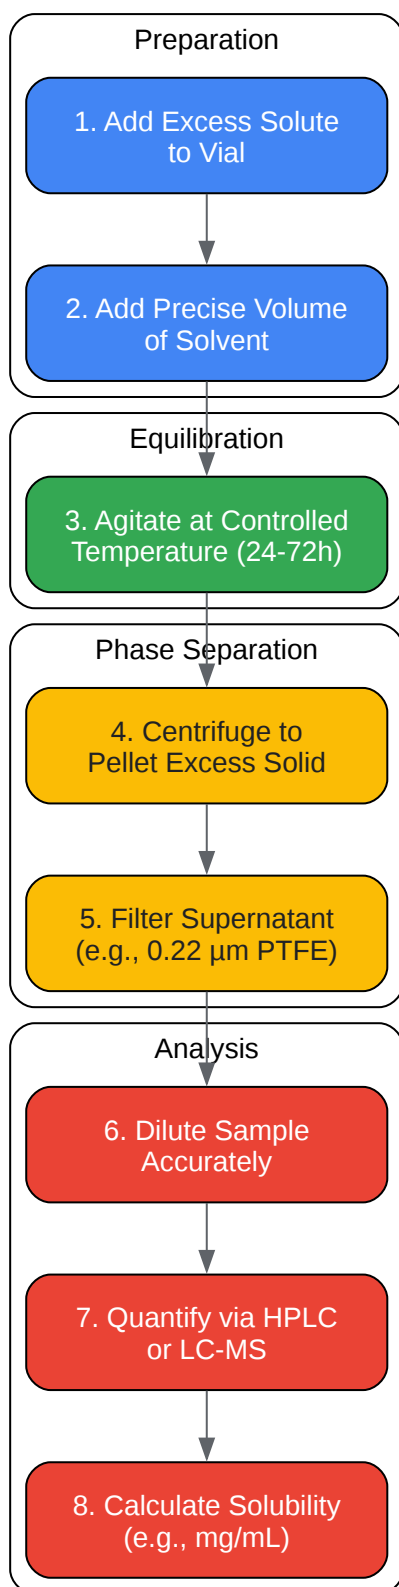 Preparation
1. Add Excess Solute
to Vial
2. Add Precise Volume
of Solvent
Equilibration
3. Agitate at Controlled
Temperature (24-72h)
Phase Separation
4. Centrifuge to
Pellet Excess Solid
5. Filter Supernatant
(e.g., 0.22 µm PTFE)
Analysis
6. Dilute Sample
Accurately
7. Quantify via HPLC
or LC-MS
8. Calculate Solubility
(e.g., mg/mL)